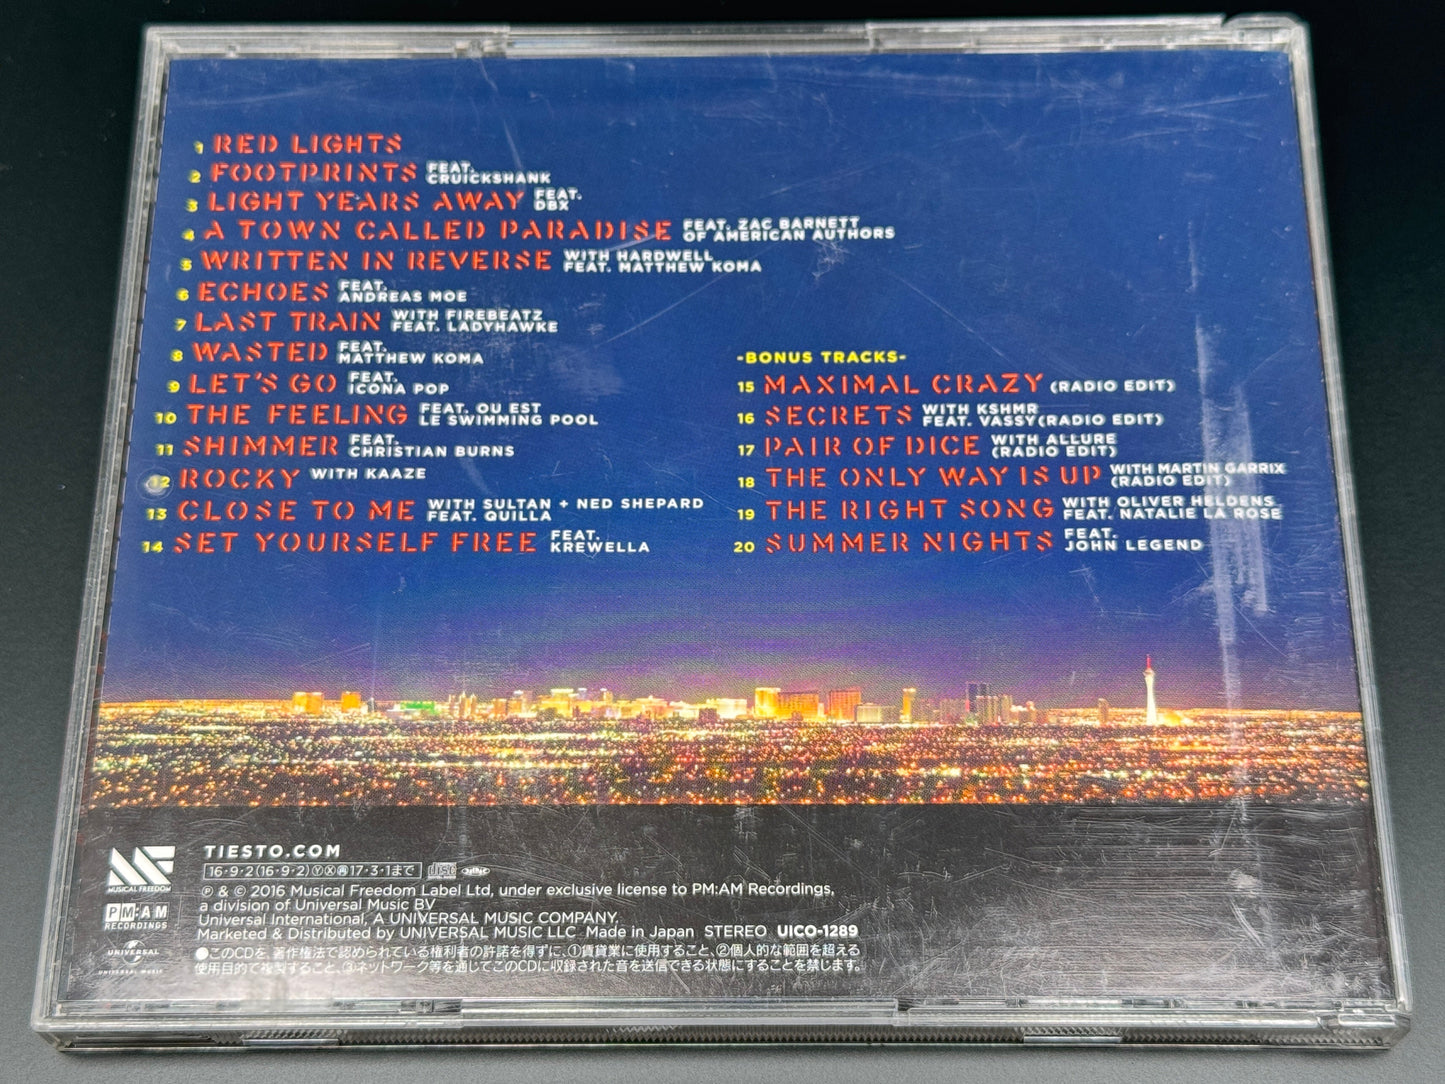 1 RED LIGHTS
2 FOOTPRINTS FEAT. CRUICKSHANK
3 LIGHT YEARS AWAY FEAT. DBX
4 A TOWN CALLED PARADISE FEAT. ZAC BARNETT OF AMERICAN AUTHORS
5 WRITTEN IN REVERSE WITH HARDWELL FEAT. MATTHEW KOMA
6 ECHOES FEAT. ANDREAS MOE
7 LAST TRAIN WITH FIREBEATZ FEAT. LADYHAWKE
8 WASTED FEAT. MATTHEW KOMA
9 LET'S GO FEAT. ICONA POP
10 THE FEELING FEAT. OU EST LE SWIMMING POOL
11 SHIMMER FEAT. CHRISTIAN BURNS
12 ROCKY WITH KAAZE
13 CLOSE TO ME WITH SULTAN + NED SHEPARD FEAT. QUILLA
14 SET YOURSELF FREE FEAT. KREWELLA
-BONUS TRACKS-
15 MAXIMAL CRAZY (RADIO EDIT)
16 SECRETS WITH KSHMR FEAT. VASSY(RADIO EDIT)
17 PAIR OF DICE WITH ALLURE (RADIO EDIT)
18 THE ONLY WAY IS UP WITH MARTIN GARRIX (RADIO EDIT)
19 THE RIGHT SONG WITH OLIVER HELDENS FEAT. NATALIE LA ROSE
20 SUMMER NIGHTS FEAT. JOHN LEGEND
MUSICAL FREEDOM
PM:AM
RECORDINGS
UNIVERSAL
UNIVERSAL MUSIC
TIESTO.COM
16・9・2(16・9・2)ⓎⓍ㊞17・3・1まで
℗ & © 2016 Musical Freedom Label Ltd, under exclusive license to PM:AM Recordings,
a division of Universal Music BV
Universal International, A UNIVERSAL MUSIC COMPANY.
Marketed & Distributed by UNIVERSAL MUSIC LLC Made in Japan STEREO UICO-1289
●このCDを、著作権法で認められている権利者の許諾を得ずに、①賃貸業に使用すること、②個人的な範囲を超える
使用目的で複製すること、③ネットワーク等を通じてこのCDに収録された音を送信できる状態にすることを禁じます。